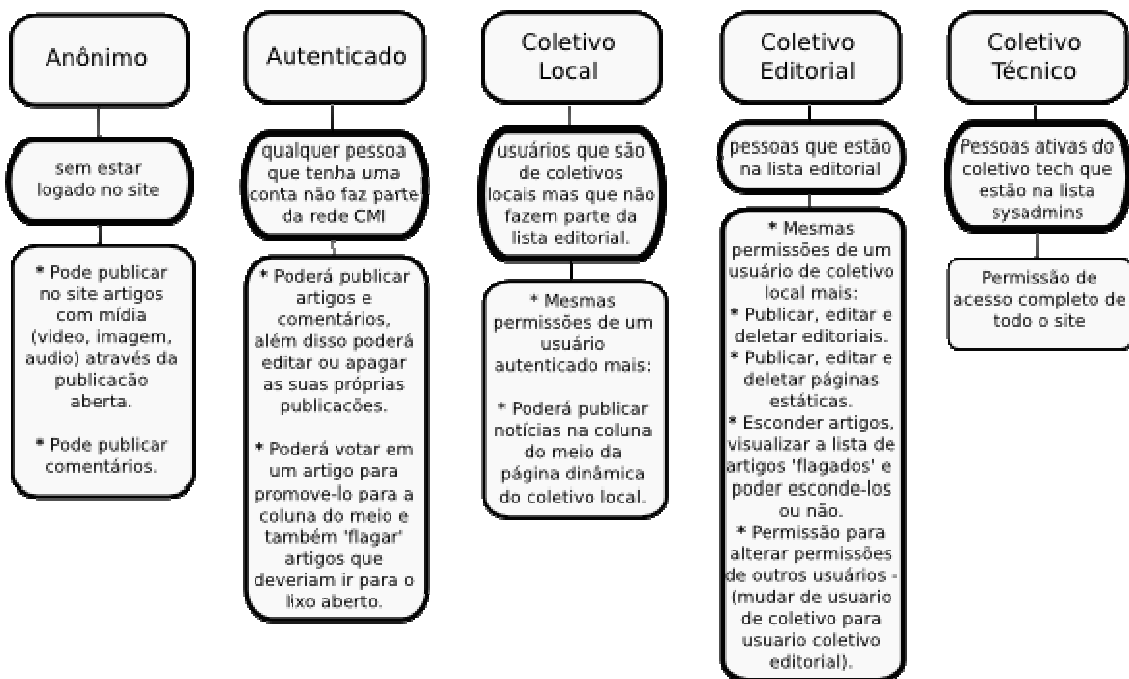 Anônimo
sem estar
logado no site
* Pode publicar
no site artigos
com mídia
(video, imagem,
audio) através da
publicacão
aberta.
* Pode publicar
comentários.
Autenticado
qualquer pessoa
que tenha uma
conta não faz parte
da rede CMI
* Poderá publicar
artigos e
comentários,
além disso poderá
editar ou apagar
as suas próprias
publicacões.
* Poderá votar em
um artigo para
promove-lo para a
coluna do meio e
também 'flagar'
artigos que
deveriam ir para o
lixo aberto.
Coletivo
Local
usuários que são
de coletivos
locais mas que não
fazem parte da
lista editorial.
* Mesmas
permissões de um
usuário
autenticado mais:
* Poderá publicar
notícias na coluna
do meio da
página dinâmica
do coletivo local.
Coletivo
Editorial
pessoas que estão
na lista editorial
* Mesmas
permissões de um
usuário de coletivo
local mais:
* Publicar, editar e
deletar editoriais.
* Publicar, editar e
deletar páginas
estáticas.
* Esconder artigos,
visualizar a lista de
artigos 'flagados' e
poder esconde-los
ou não.
* Permissão para
alterar permissões
de outros usuários -
(mudar de usuario
de coletivo para
usuario coletivo
editorial).
Coletivo
Técnico
Pessoas ativas do
coletivo tech que
estão na lista
sysadmins
Permissão de
acesso completo de
todo o site